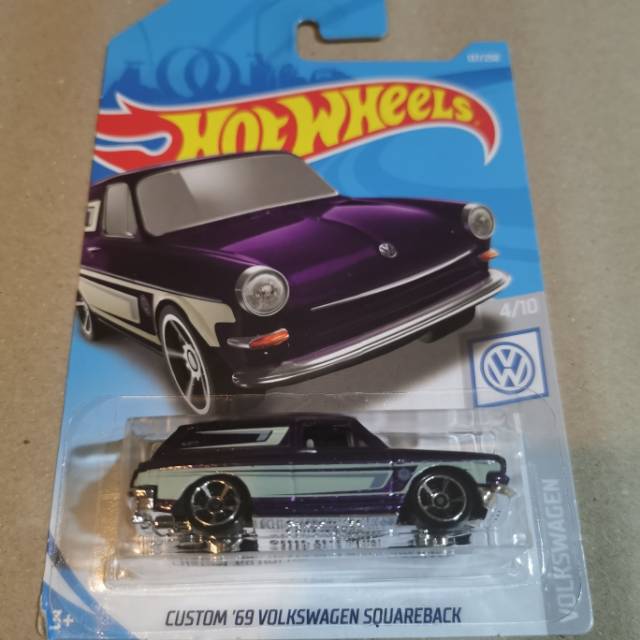 HOT WHEELS
4/10
VOLKSWAGEN
3+
CUSTOM '69 VOLKSWAGEN SQUAREBACK